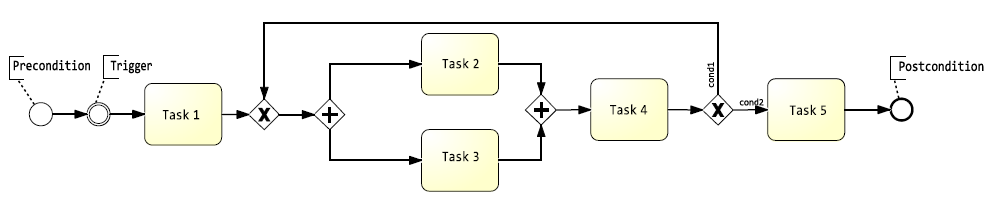 Precondition
Trigger
Task 1
Task 2
Task 3
Task 4
cond1
cond2
Task 5
Postcondition